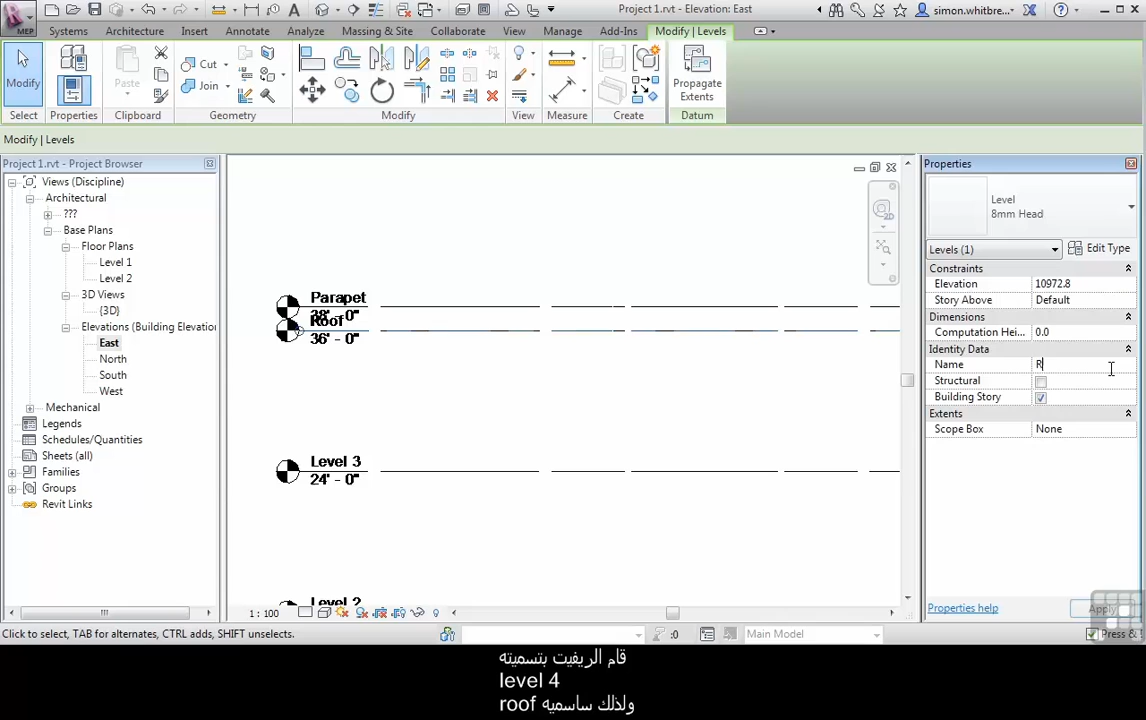 Project 1.rvt - Elevation: East
simon.whitbre...
MEP
Systems Architecture Insert Annotate Analyze Massing & Site Collaborate View Manage Add-Ins Modify | Levels
Modify
Cut
Join
Paste
Propagate
Extents
Select Properties Clipboard Geometry Modify View Measure Create Datum
Modify | Levels
Project 1.rvt - Project Browser
Views (Discipline)
Architectural
???
Base Plans
Floor Plans
Level 1
Level 2
3D Views
{3D}
Elevations (Building Elevation
East
North
South
West
Mechanical
Legends
Schedules/Quantities
Sheets (all)
Families
Groups
Revit Links
Parapet
38' - 0"
Roof
36' - 0"
Level 3
24' - 0"
Level 2
1 : 100
2D
Properties
Level
8mm Head
Levels (1)
Edit Type
Constraints
Elevation 10972.8
Story Above Default
Dimensions
Computation Hei... 0.0
Identity Data
Name R
Structural
Building Story
Extents
Scope Box None
Properties help
Apply
Click to select, TAB for alternates, CTRL adds, SHIFT unselects.
:0
Main Model
Press &
قام الريفيت بتسميته
level 4
ولذلك ساسميه roof